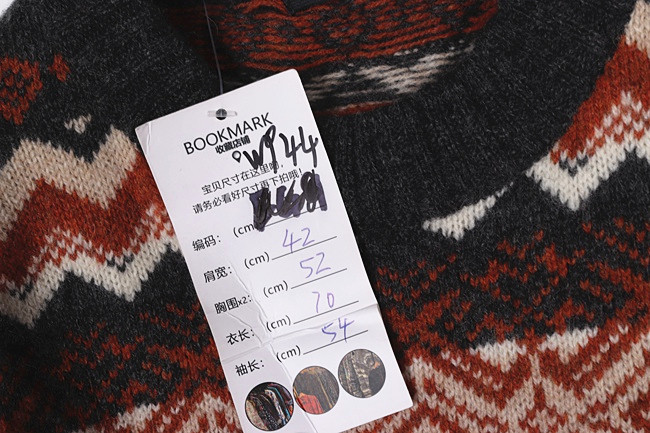 BOOKMARK
收藏店铺
W944
宝贝尺寸在这里哟,
请务必看好尺寸再下拍哦!
编码: (cm)
肩宽: (cm) 42
胸围x2: (cm) 52
衣长: (cm) 70
袖长: (cm) 54